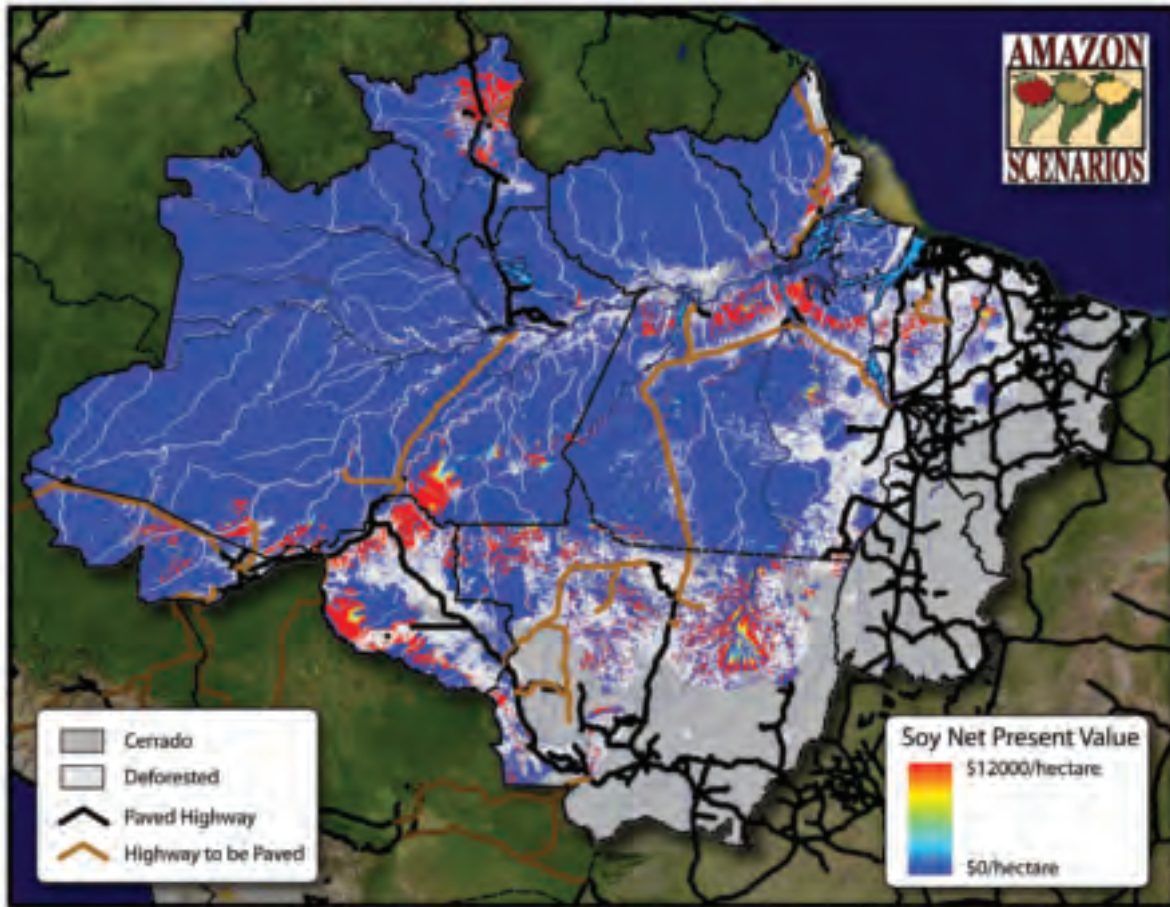 AMAZON
SCENARIOS
Cerrado
Deforested
Paved Highway
Highway to be Paved
Soy Net Present Value
$12000/hectare
$0/hectare